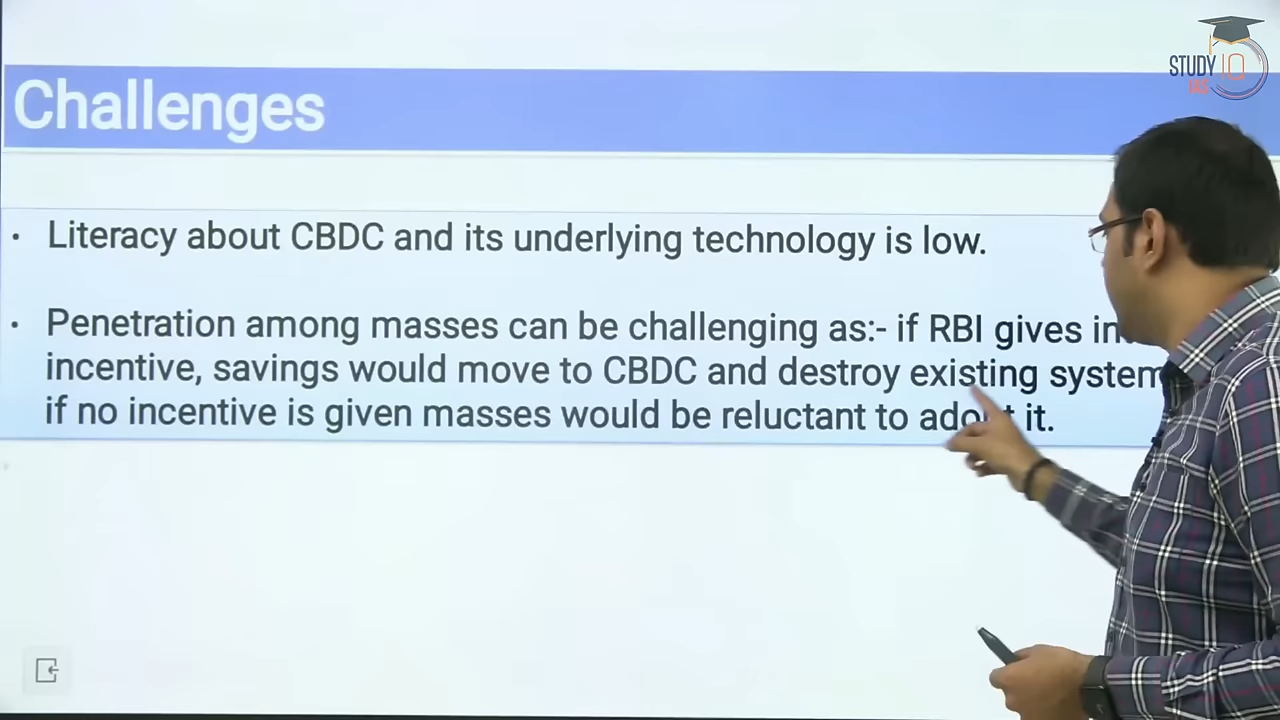 STUDY IQ
IAS
Challenges
• Literacy about CBDC and its underlying technology is low.
• Penetration among masses can be challenging as:- if RBI gives
incentive, savings would move to CBDC and destroy existing system
if no incentive is given masses would be reluctant to it.